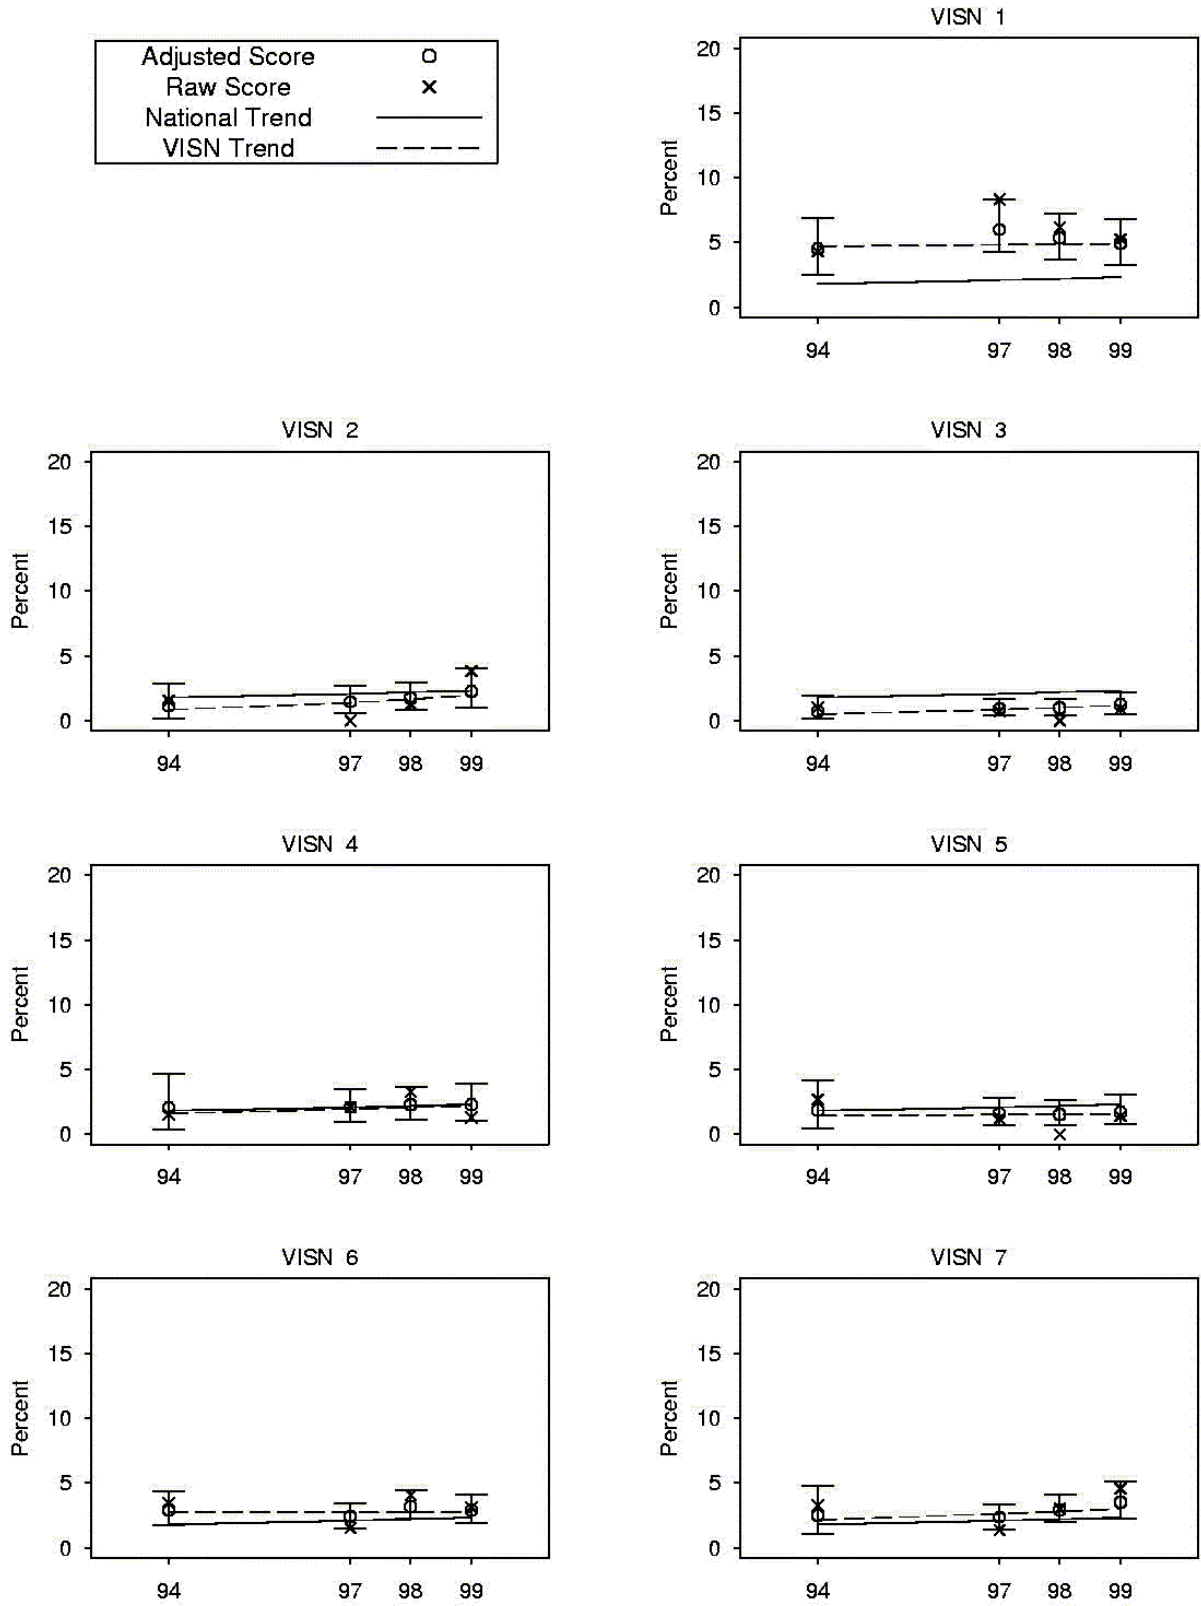 VISN 1
Adjusted Score
Raw Score
National Trend
VISN Trend
Percent
20
15
10
5
0
94 97 98 99
VISN 2
Percent
20
15
10
5
0
94 97 98 99
VISN 3
Percent
20
15
10
5
0
94 97 98 99
VISN 4
Percent
20
15
10
5
0
94 97 98 99
VISN 5
Percent
20
15
10
5
0
94 97 98 99
VISN 6
Percent
20
15
10
5
0
94 97 98 99
VISN 7
Percent
20
15
10
5
0
94 97 98 99